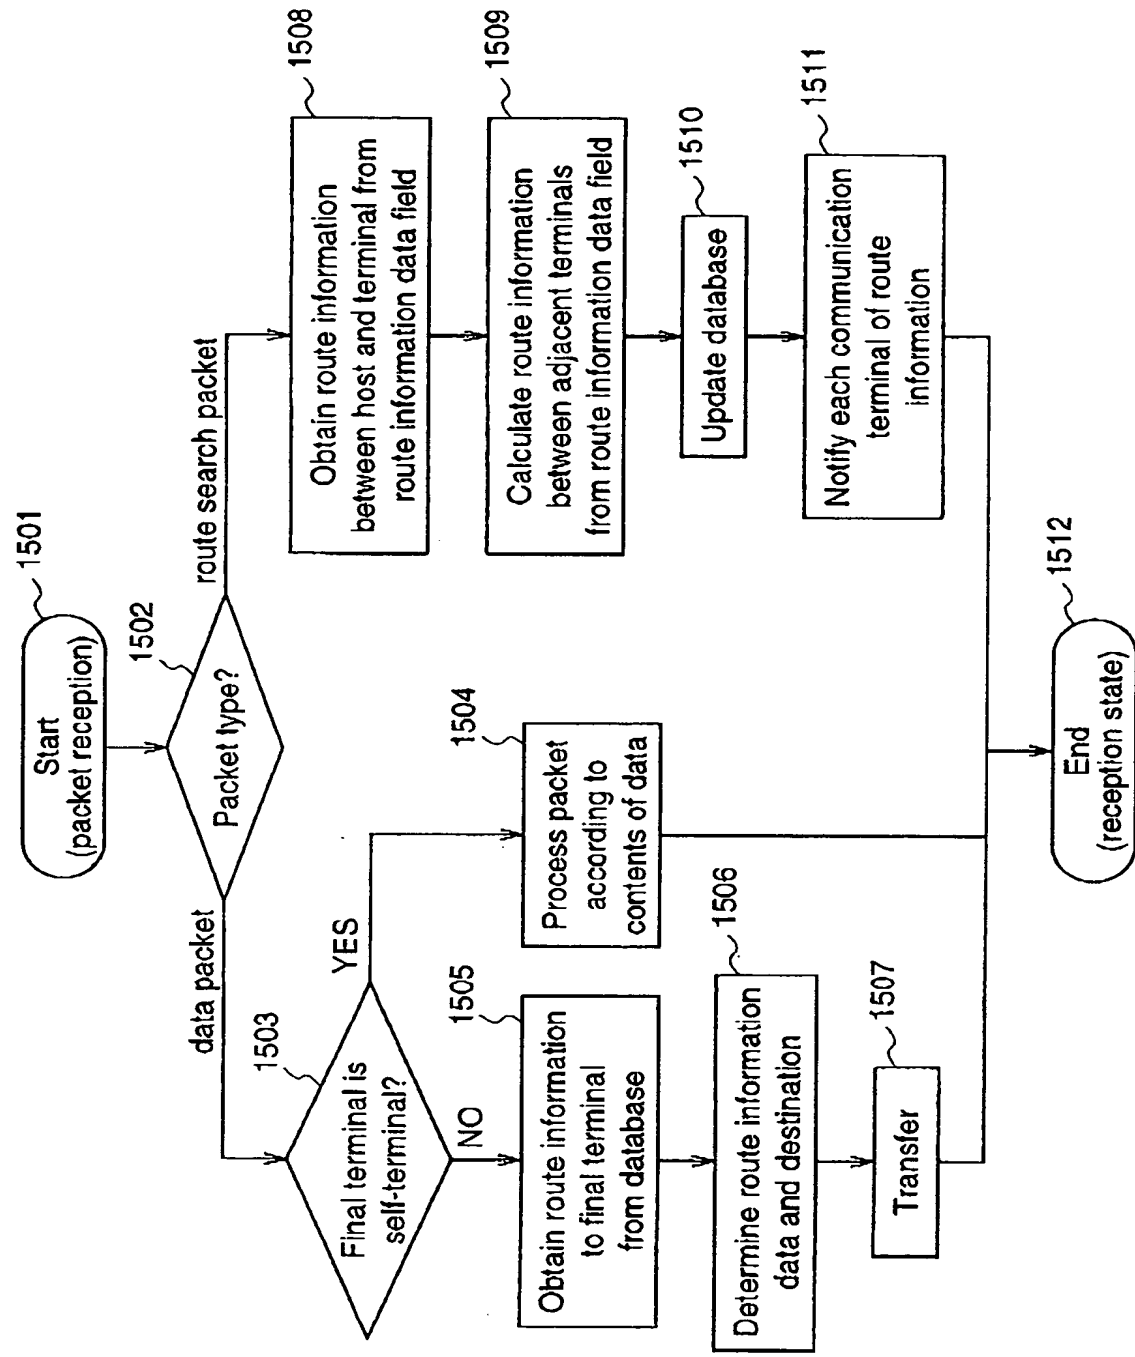 Start
(packet reception)
1501
Packet type?
1502
data packet
route search packet
Final terminal is
self-terminal?
1503
YES
NO
Process packet
according to
contents of data
1504
Obtain route information
to final terminal
from database
1505
Determine route information
data and destination
1506
Transfer
1507
Obtain route information
between host and terminal from
route information data field
1508
Calculate route information
between adjacent terminals
from route information data field
1509
Update database
1510
Notify each communication
terminal of route
information
1511
End
(reception state)
1512